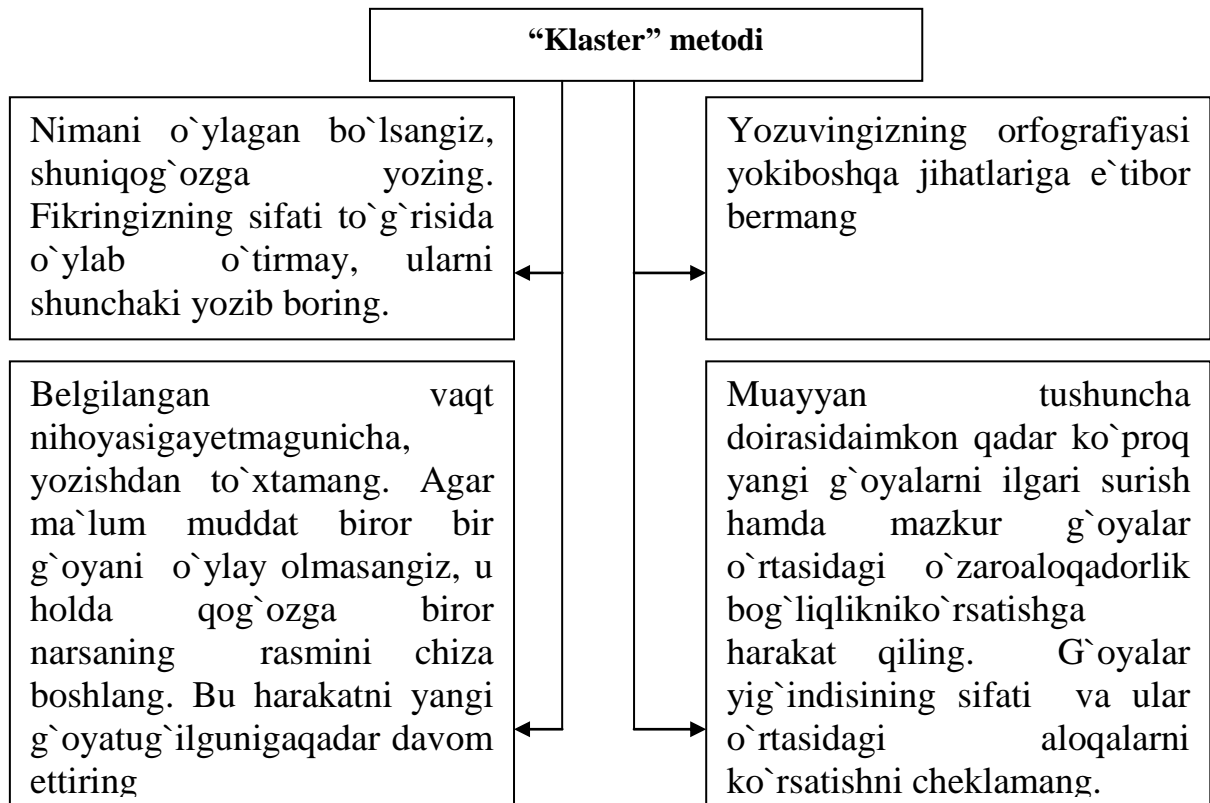 “Klaster” metodi
Nimani o`ylagan bo`lsangiz,
shuniqog`ozga yozing.
Fikringizning sifati to`g`risida
o`ylab o`tirmay, ularni
shunchaki yozib boring.
Yozuvingizning orfografiyasi
yokiboshqa jihatlariga e`tibor
bermang
Belgilangan vaqt
nihoyasigayetmagunicha,
yozishdan to`xtamang. Agar
ma`lum muddat biror bir
g`oyani o`ylay olmasangiz, u
holda qog`ozga biror
narsaning rasmini chiza
boshlang. Bu harakatni yangi
g`oyatug`ilgunigaqadar davom
ettiring
Muayyan tushuncha
doirasidaimkon qadar ko`proq
yangi g`oyalarni ilgari surish
hamda mazkur g`oyalar
o`rtasidagi o`zaroaloqadorlik
bog`liqlikniko`rsatishga
harakat qiling. G`oyalar
yig`indisining sifati va ular
o`rtasidagi aloqalarni
ko`rsatishni cheklamang.